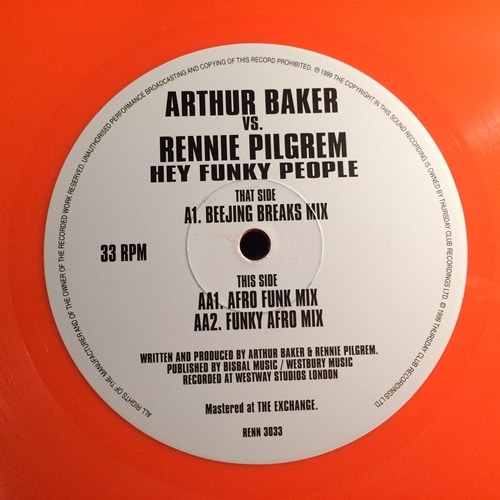 ALL RIGHTS OF THE MANUFACTURER AND OF THE OWNER OF THE RECORDED WORK RESERVED. UNAUTHORISED PERFORMANCE BROADCASTING AND COPYING OF THIS RECORD PROHIBITED. ℗ 1999 THE COPYRIGHT IN THIS SOUND RECORDING IS OWNED BY THURSDAY CLUB RECORDINGS LTD. © 1999 THURSDAY CLUB RECORDINGS LTD
ARTHUR BAKER
VS.
RENNIE PILGREM
HEY FUNKY PEOPLE
THAT SIDE
A1. BEEJING BREAKS MIX
33 RPM
THIS SIDE
AA1. AFRO FUNK MIX
AA2. FUNKY AFRO MIX
WRITTEN AND PRODUCED BY ARTHUR BAKER & RENNIE PILGREM.
PUBLISHED BY BISBAL MUSIC / WESTBURY MUSIC
RECORDED AT WESTWAY STUDIOS LONDON
Mastered at THE EXCHANGE.
RENN 3033